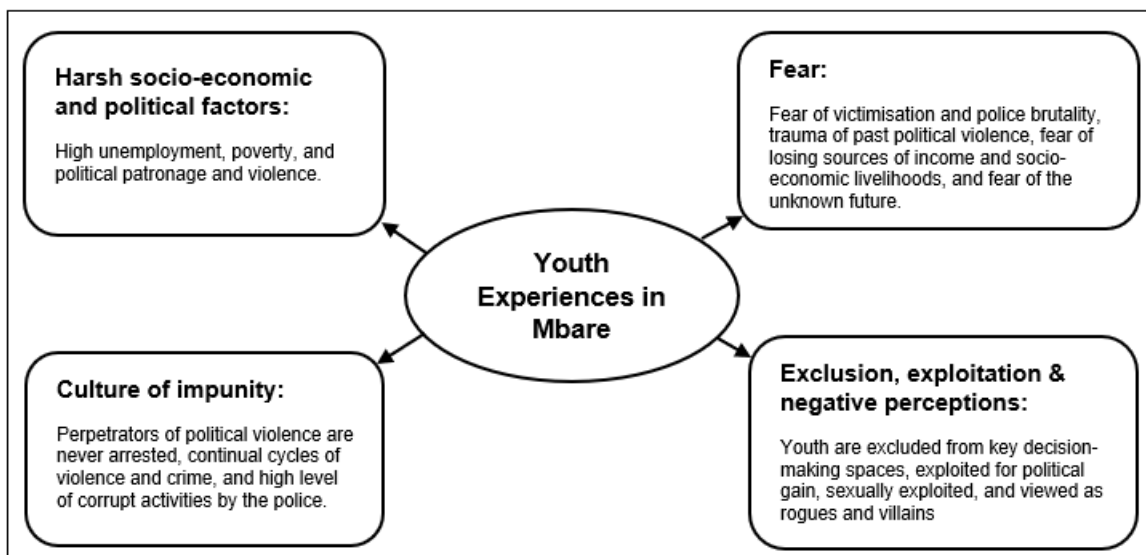 Harsh socio-economic
and political factors:
High unemployment, poverty, and
political patronage and violence.
Fear:
Fear of victimisation and police brutality,
trauma of past political violence, fear of
losing sources of income and socio-
economic livelihoods, and fear of the
unknown future.
Youth
Experiences in
Mbare
Culture of impunity:
Perpetrators of political violence are
never arrested, continual cycles of
violence and crime, and high level
of corrupt activities by the police.
Exclusion, exploitation &
negative perceptions:
Youth are excluded from key decision-
making spaces, exploited for political
gain, sexually exploited, and viewed as
rogues and villains